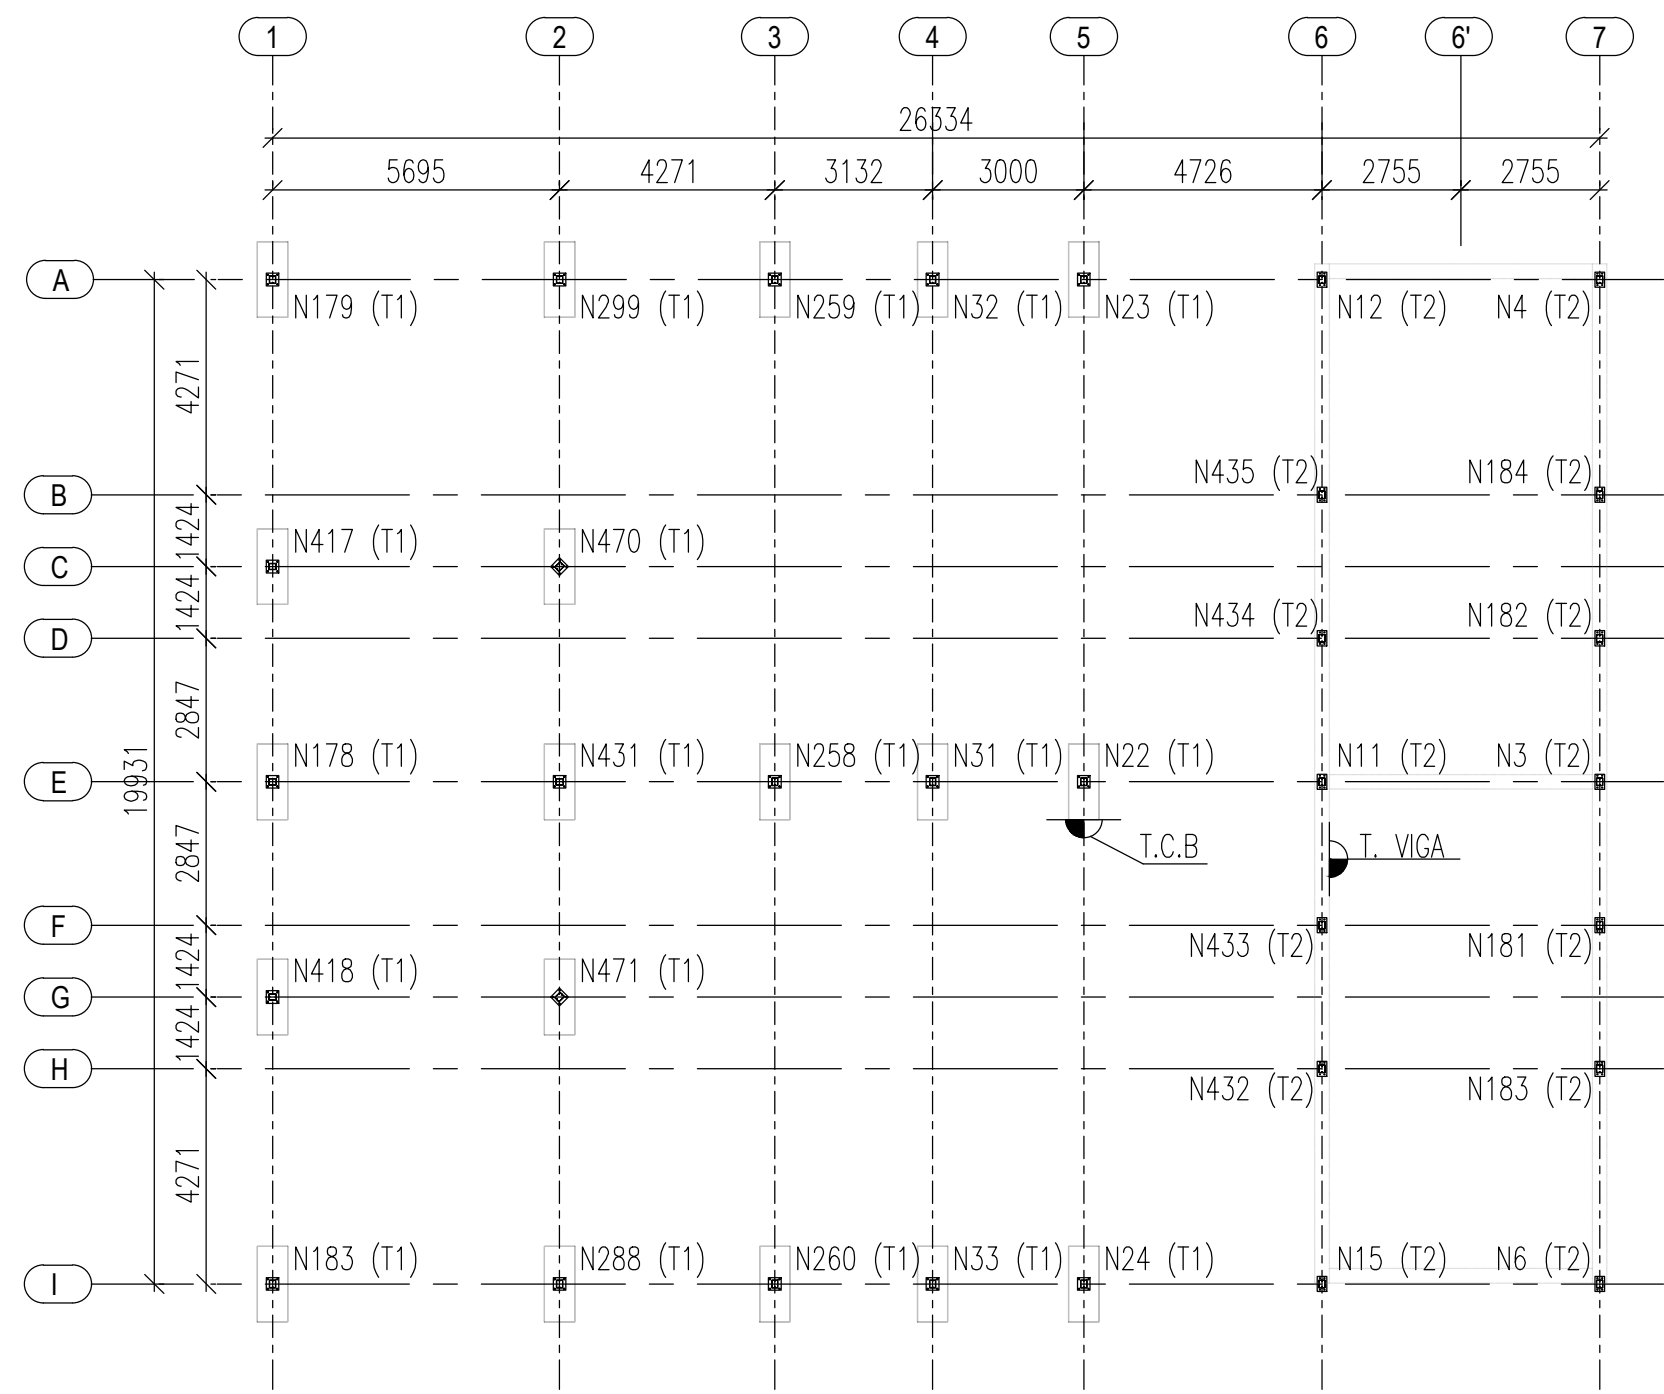 1 2 3 4 5 6 6' 7
26334
5695 4271 3132 3000 4726 2755 2755
A
N179 (T1) N299 (T1) N259 (T1) N32 (T1) N23 (T1) N12 (T2) N4 (T2)
4271
N435 (T2) N184 (T2)
B
1424
N417 (T1) N470 (T1)
C
1424
N434 (T2) N182 (T2)
D
2847
19931
N178 (T1) N431 (T1) N258 (T1) N31 (T1) N22 (T1) N11 (T2) N3 (T2)
E
T.C.B T. VIGA
2847
F
N433 (T2) N181 (T2)
1424
N418 (T1) N471 (T1)
G
1424
H
N432 (T2) N183 (T2)
4271
N183 (T1) N288 (T1) N260 (T1) N33 (T1) N24 (T1) N15 (T2) N6 (T2)
I